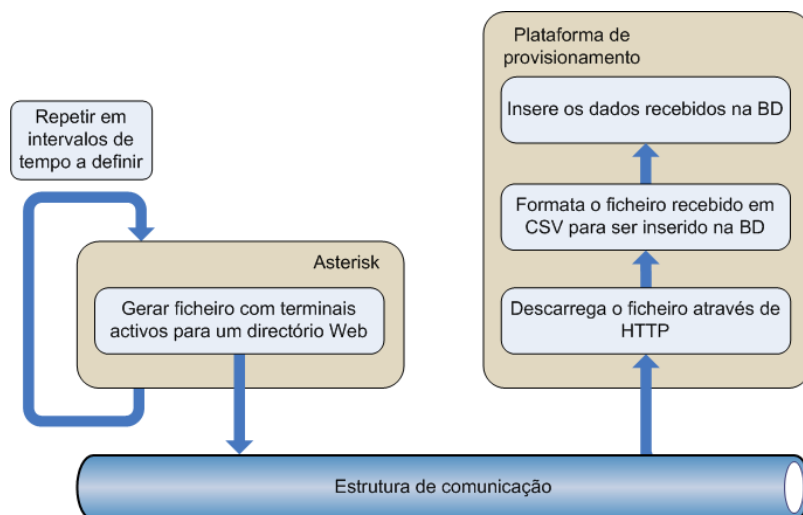 Plataforma de
provisionamento
Insere os dados recebidos na BD
Repetir em
intervalos de
tempo a definir
Formata o ficheiro recebido em
CSV para ser inserido na BD
Asterisk
Gerar ficheiro com terminais
activos para um directório Web
Descarrega o ficheiro através de
HTTP
Estrutura de comunicação